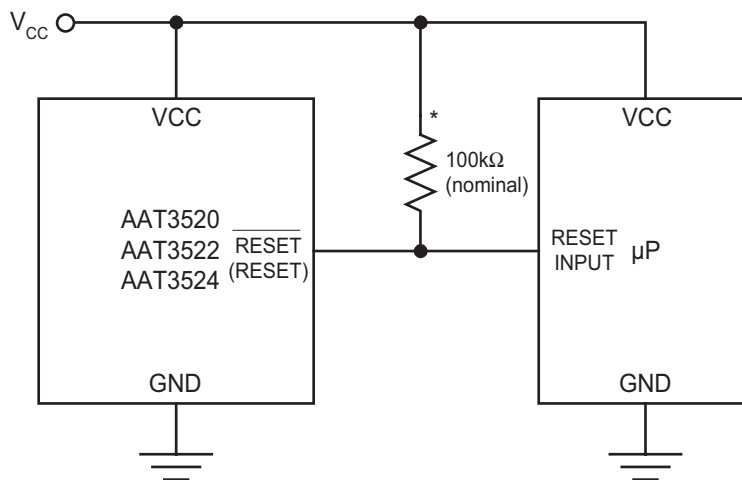 VCC
VCC
VCC
*
100kΩ
(nominal)
AAT3520
AAT3522
AAT3524
RESET
(RESET)
RESET
INPUT
µP
GND
GND